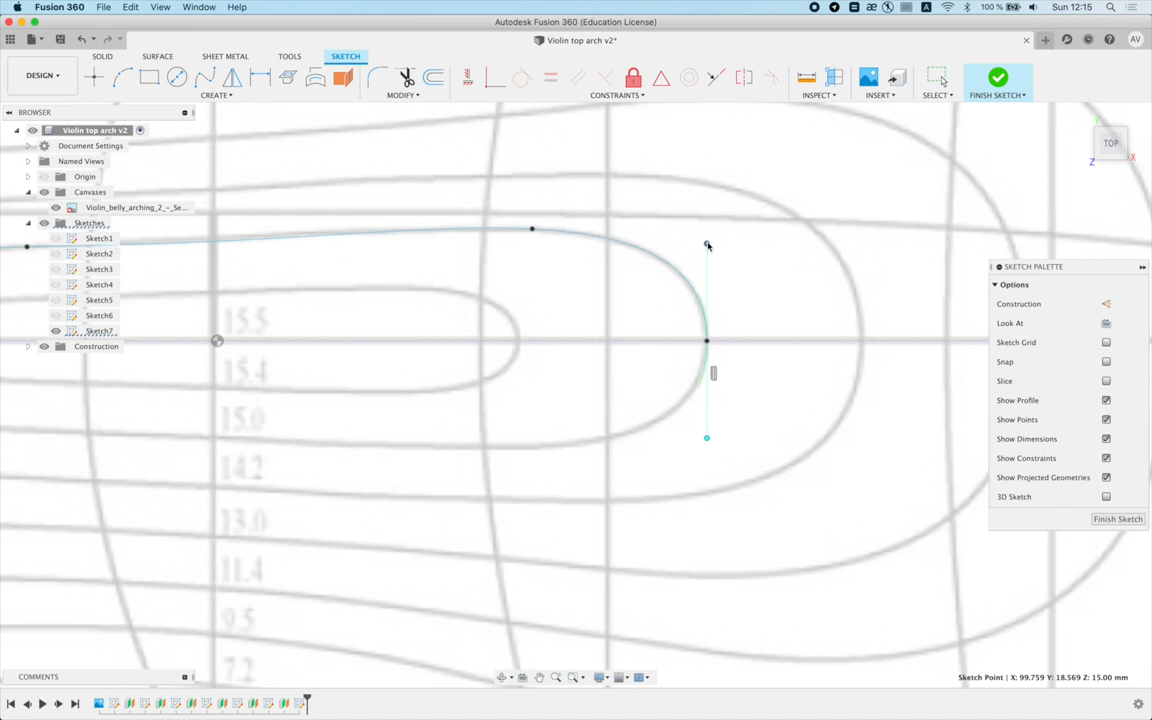 Fusion 360 File Edit View Window Help 100 % Sun 12:15
Autodesk Fusion 360 (Education License)
Violin top arch v2*
AV
SOLID SURFACE SHEET METAL TOOLS SKETCH
DESIGN
CREATE MODIFY CONSTRAINTS INSPECT INSERT SELECT FINISH SKETCH
BROWSER
Violin top arch v2
Document Settings
Named Views
Origin
Canvases
Violin_belly_arching_2_-_Se...
Sketches
Sketch1
Sketch2
Sketch3
Sketch4
Sketch5
Sketch6
Sketch7
Construction
TOP
X
Y
Z
15.5
15.4
15.0
14.2
13.0
11.4
9.5
7.2
SKETCH PALETTE
Options
Construction
Look At
Sketch Grid
Snap
Slice
Show Profile
Show Points
Show Dimensions
Show Constraints
Show Projected Geometries
3D Sketch
Finish Sketch
COMMENTS
Sketch Point | X: 99.759 Y: 18.569 Z: 15.00 mm